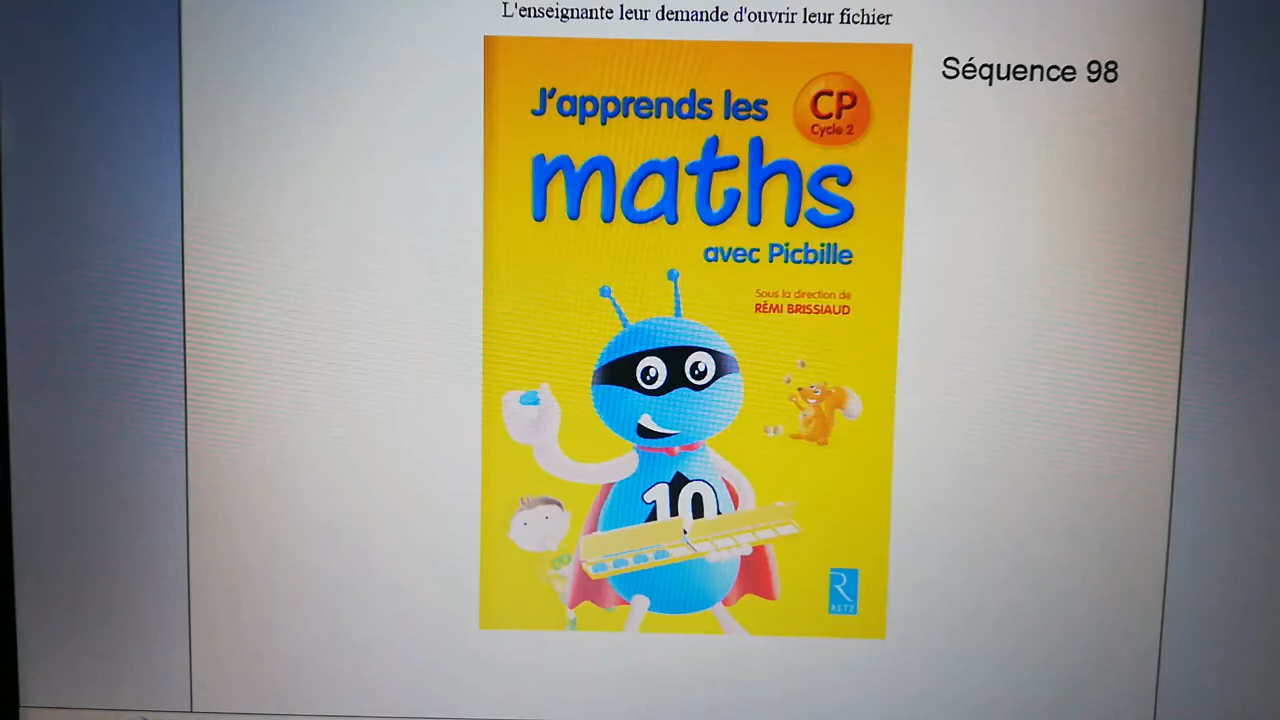 L'enseignante leur demande d'ouvrir leur fichier
Séquence 98
J'apprends les
CP
Cycle 2
maths
avec Picbille
Sous la direction de
RÉMI BRISSIAUD
10
R
RETZ